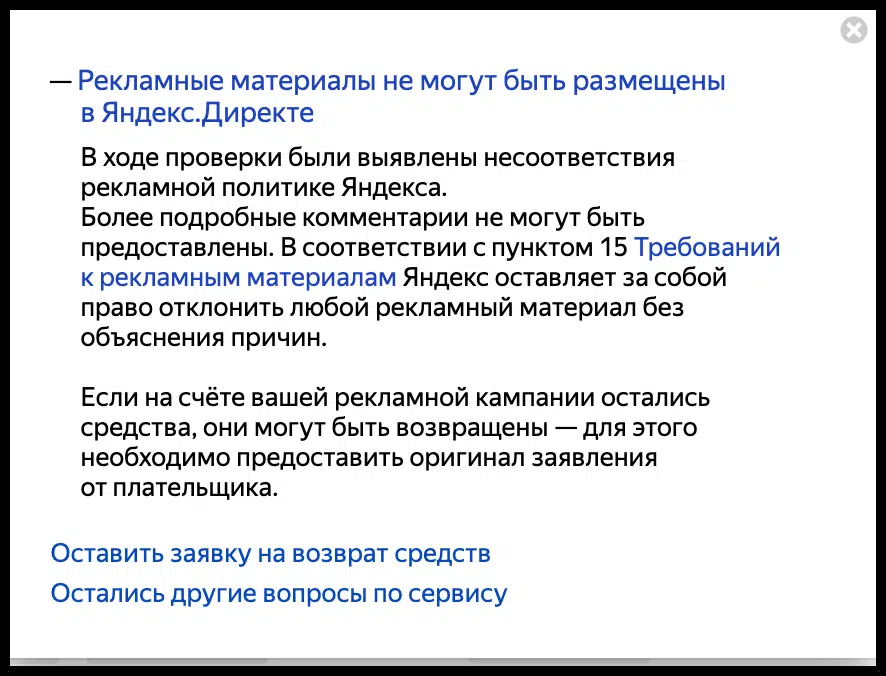 — Рекламные материалы не могут быть размещены
в Яндекс.Директе
В ходе проверки были выявлены несоответствия
рекламной политике Яндекса.
Более подробные комментарии не могут быть
предоставлены. В соответствии с пунктом 15 Требований
к рекламным материалам Яндекс оставляет за собой
право отклонить любой рекламный материал без
объяснения причин.
Если на счёте вашей рекламной кампании остались
средства, они могут быть возвращены — для этого
необходимо предоставить оригинал заявления
от плательщика.
Оставить заявку на возврат средств
Остались другие вопросы по сервису